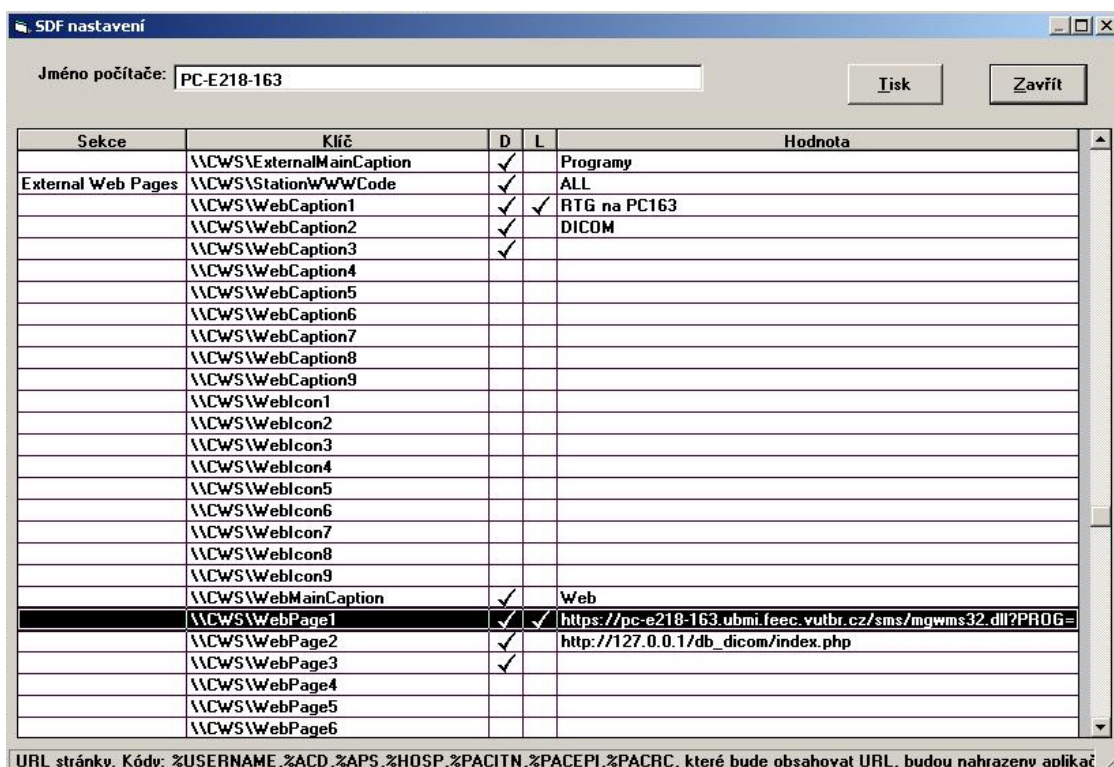 SDF nastavení
Jméno počítače: PC-E218-163 Tisk Zavřít
Sekce Klíč D L Hodnota
\\CWS\ExternalMainCaption Programy
External Web Pages \\CWS\StationWWWCode ALL
\\CWS\WebCaption1 RTG na PC163
\\CWS\WebCaption2 DICOM
\\CWS\WebCaption3
\\CWS\WebCaption4
\\CWS\WebCaption5
\\CWS\WebCaption6
\\CWS\WebCaption7
\\CWS\WebCaption8
\\CWS\WebCaption9
\\CWS\WebIcon1
\\CWS\WebIcon2
\\CWS\WebIcon3
\\CWS\WebIcon4
\\CWS\WebIcon5
\\CWS\WebIcon6
\\CWS\WebIcon7
\\CWS\WebIcon8
\\CWS\WebIcon9
\\CWS\WebMainCaption Web
\\CWS\WebPage1 https://pc-e218-163.ubmi.feec.vutbr.cz/sms/mgwms32.dll?PROG=
\\CWS\WebPage2 http://127.0.0.1/db_dicom/index.php
\\CWS\WebPage3
\\CWS\WebPage4
\\CWS\WebPage5
\\CWS\WebPage6
URL stránky. Kódy: %USERNAME,%ACD,%APS,%HOSP,%PACITN,%PACEPI,%PACRC, které bude obsahovat URL, budou nahrazeny aplikač